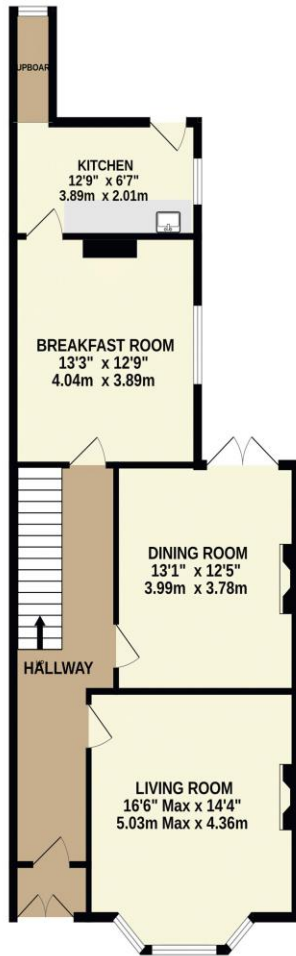 UPBOAR
KITCHEN
12'9" x 6'7"
3.89m x 2.01m
BREAKFAST ROOM
13'3" x 12'9"
4.04m x 3.89m
DINING ROOM
13'1" x 12'5"
3.99m x 3.78m
HALLWAY
LIVING ROOM
16'6" Max x 14'4"
5.03m Max x 4.36m